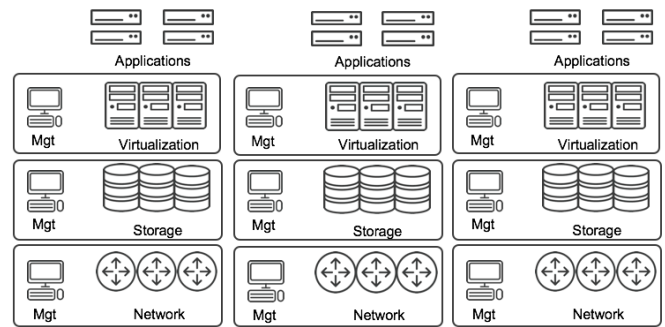 Applications Applications Applications
Mgt Virtualization Mgt Virtualization Mgt Virtualization
Mgt Storage Mgt Storage Mgt Storage
Mgt Network Mgt Network Mgt Network